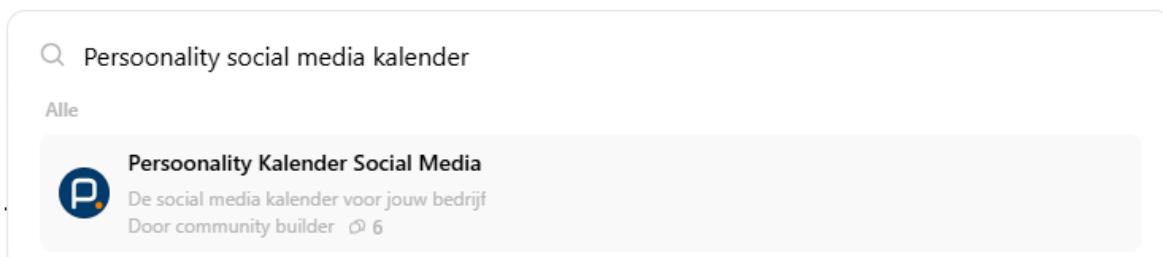 Persoonality social media kalender
Alle
Persoonality Kalender Social Media
P.
De social media kalender voor jouw bedrijf
Door community builder 6